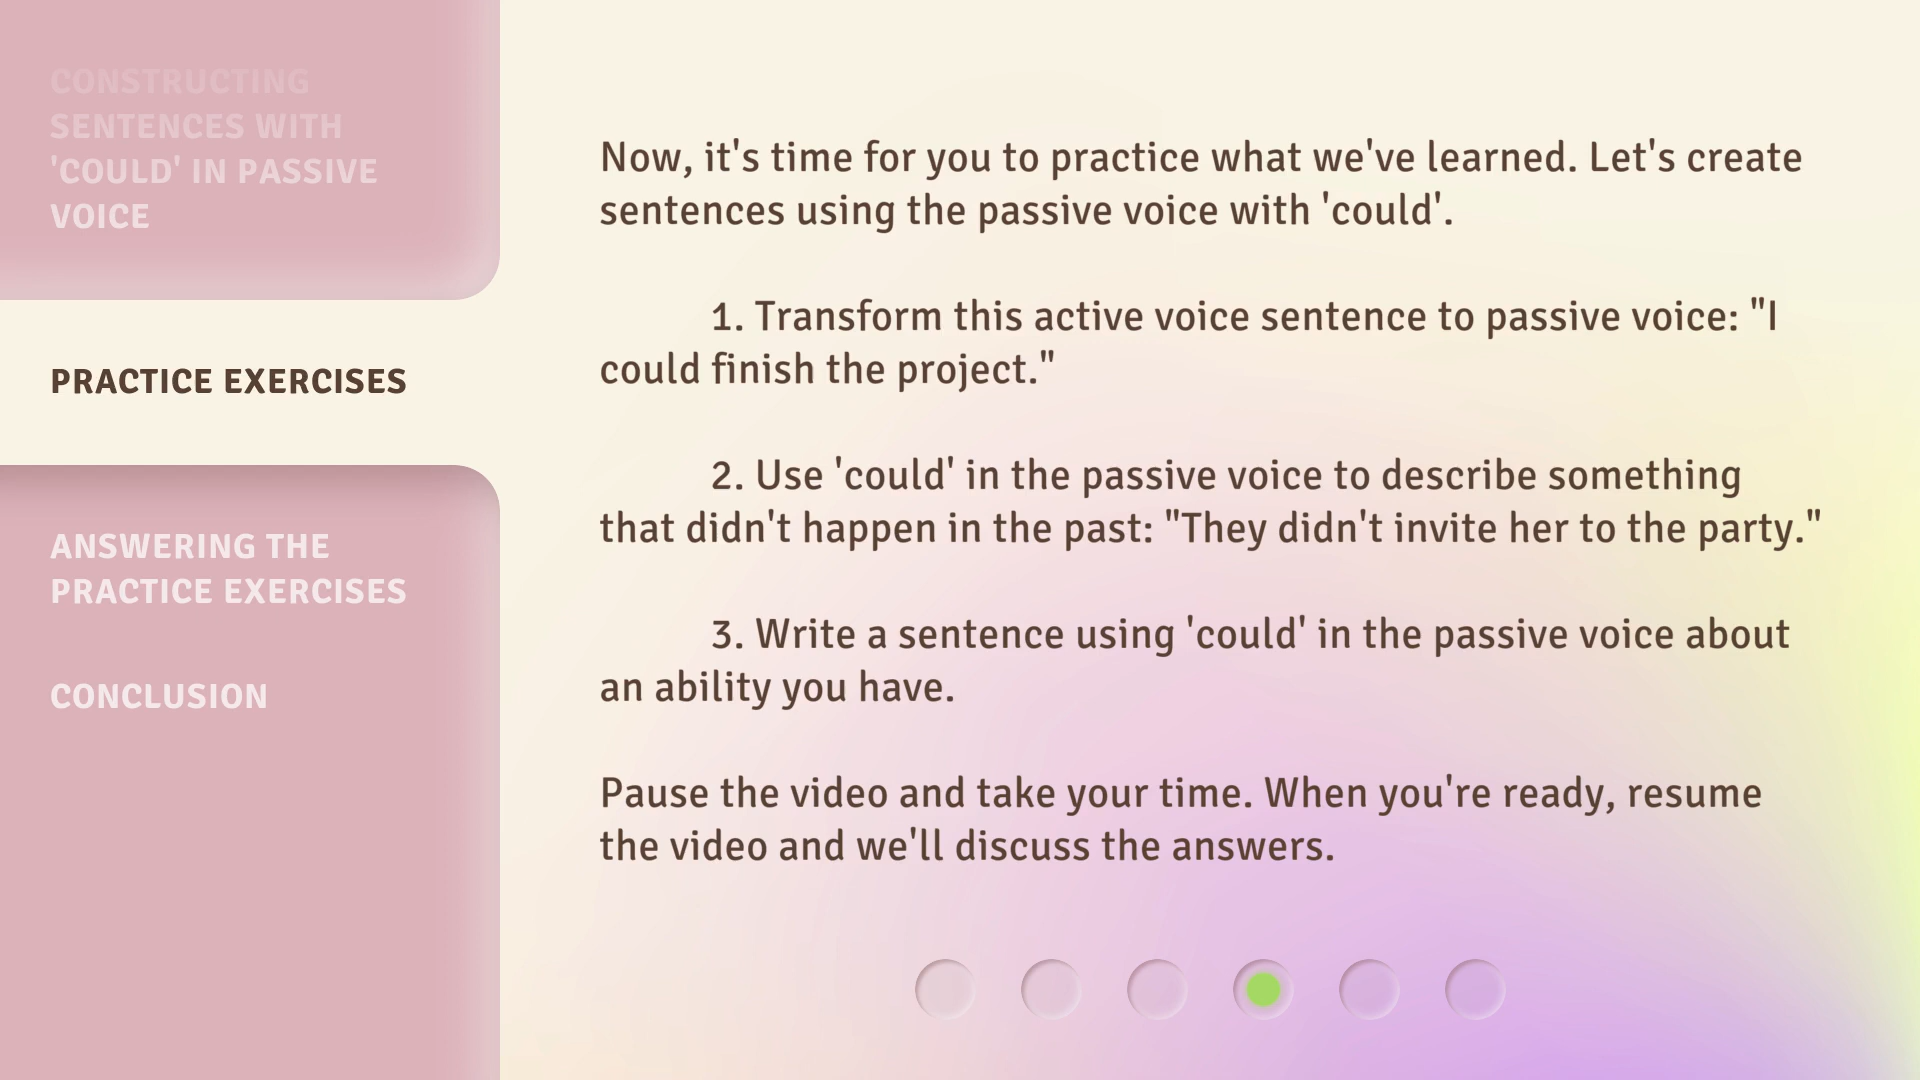 CONSTRUCTING
SENTENCES WITH
'COULD' IN PASSIVE
VOICE
PRACTICE EXERCISES
ANSWERING THE
PRACTICE EXERCISES
CONCLUSION
Now, it's time for you to practice what we've learned. Let's create
sentences using the passive voice with 'could'.
1. Transform this active voice sentence to passive voice: "I
could finish the project."
2. Use 'could' in the passive voice to describe something
that didn't happen in the past: "They didn't invite her to the party."
3. Write a sentence using 'could' in the passive voice about
an ability you have.
Pause the video and take your time. When you're ready, resume
the video and we'll discuss the answers.